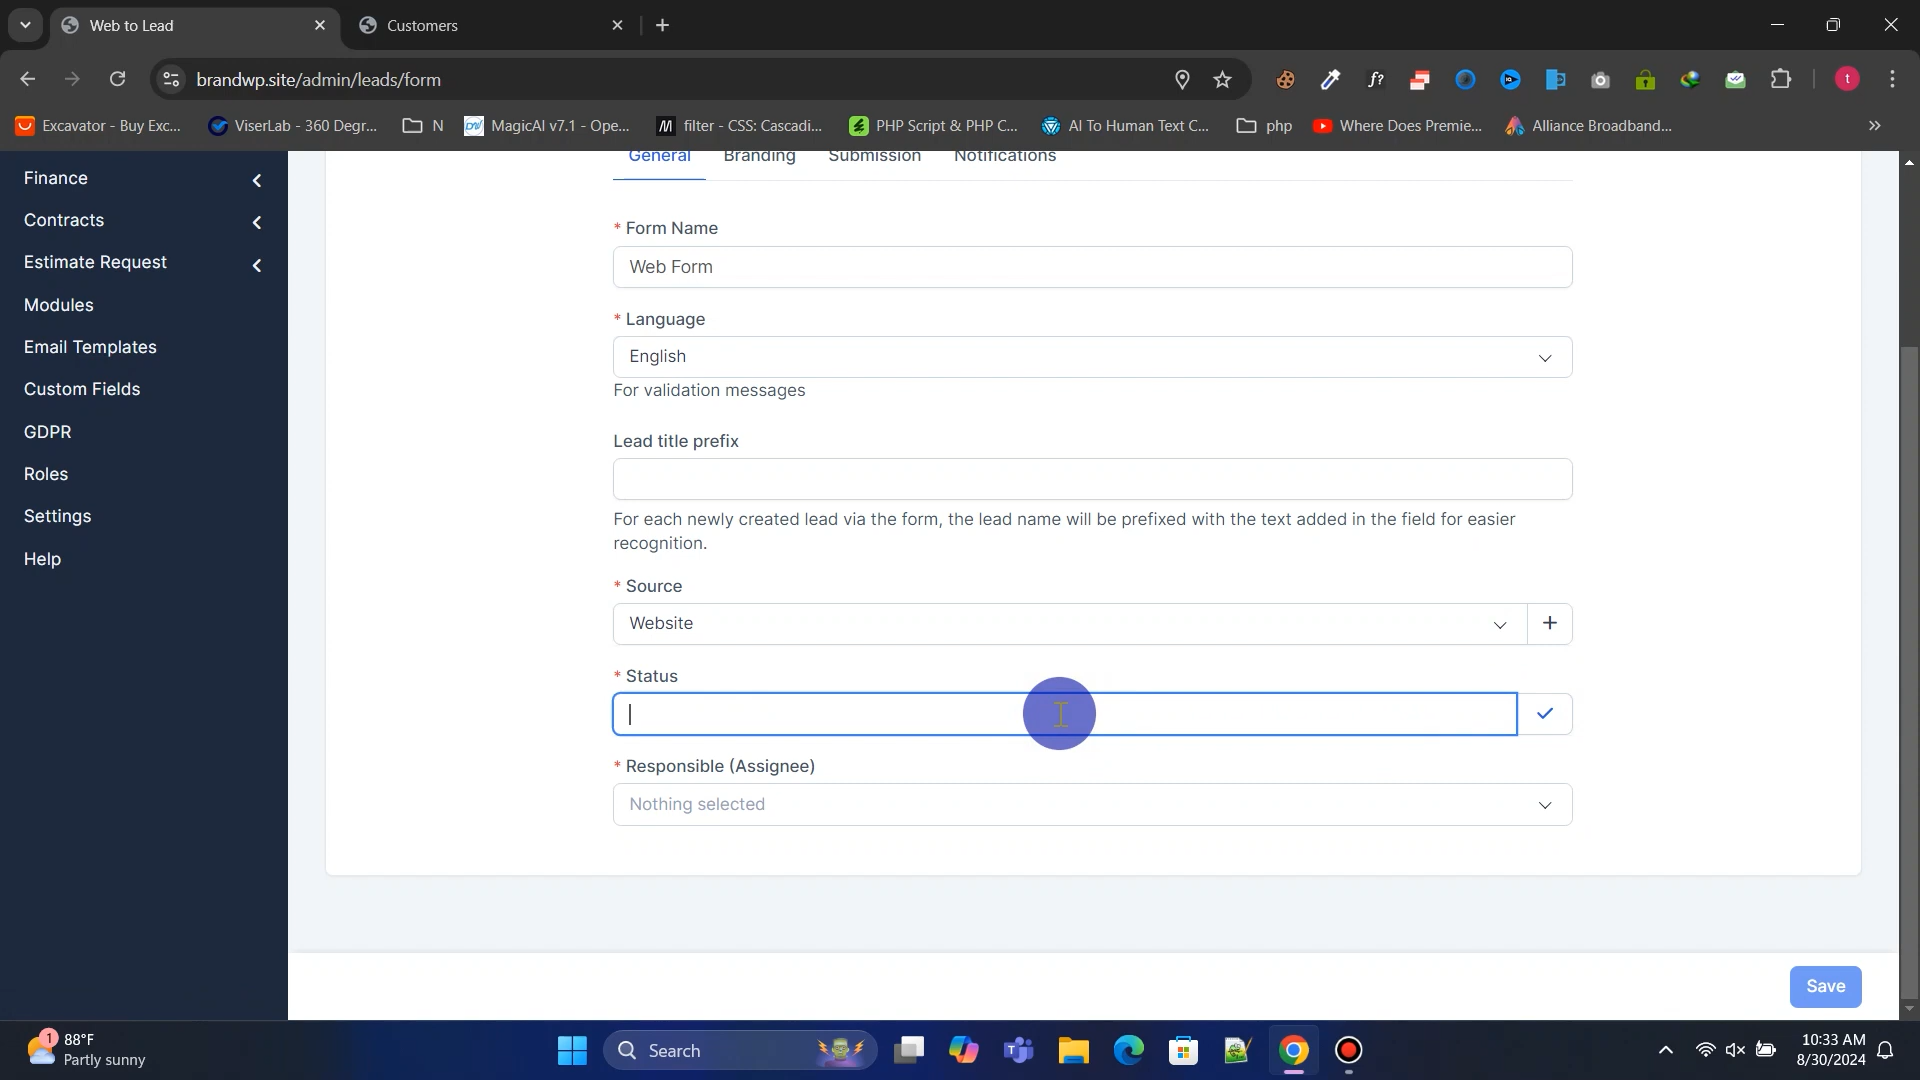 Web to Lead
Customers
brandwp.site/admin/leads/form
t
Excavator - Buy Exc...
ViserLab - 360 Degr...
N
MagicAI v7.1 - Ope...
filter - CSS: Cascadi...
PHP Script & PHP C...
AI To Human Text C...
php
Where Does Premie...
Alliance Broadband...
Finance
Contracts
Estimate Request
Modules
Email Templates
Custom Fields
GDPR
Roles
Settings
Help
General
Branding
Submission
Notifications
* Form Name
Web Form
* Language
English
For validation messages
Lead title prefix
For each newly created lead via the form, the lead name will be prefixed with the text added in the field for easier
recognition.
* Source
Website
* Status
* Responsible (Assignee)
Nothing selected
Save
1
88°F
Partly sunny
Search
10:33 AM
8/30/2024